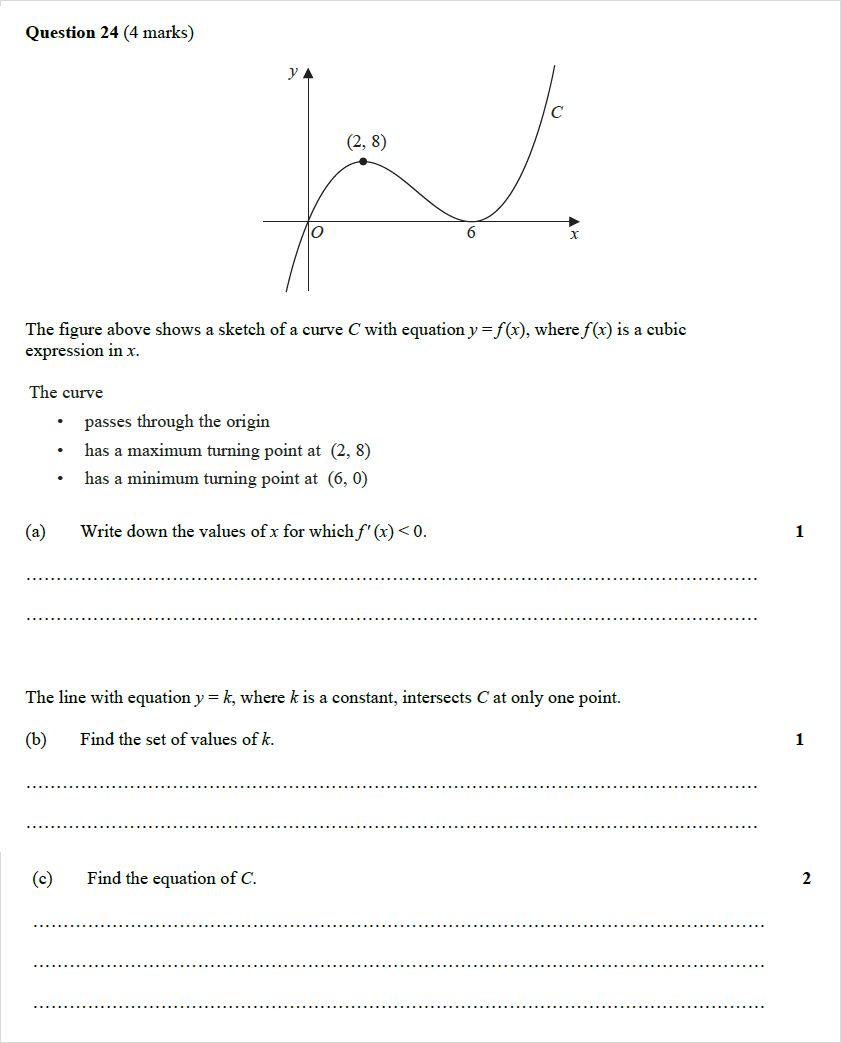 Question 24 (4 marks)
y
C
(2, 8)
O
6
x
The figure above shows a sketch of a curve C with equation y = f(x), where f(x) is a cubic
expression in x.
The curve
• passes through the origin
• has a maximum turning point at (2, 8)
• has a minimum turning point at (6, 0)
(a) Write down the values of x for which f′(x) < 0. 1
The line with equation y = k, where k is a constant, intersects C at only one point.
(b) Find the set of values of k. 1
(c) Find the equation of C. 2